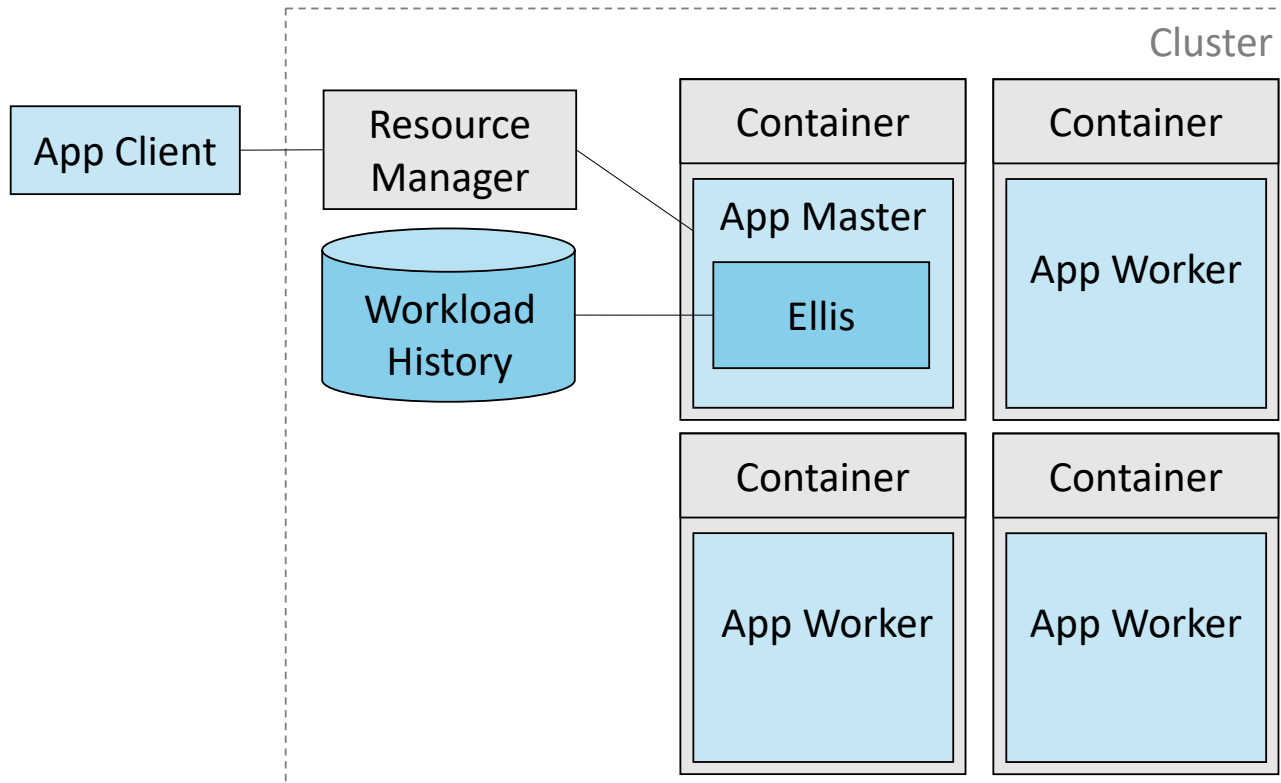 Cluster
App Client
Resource
Manager
Workload
History
Container
App Master
Ellis
Container
App Worker
Container
App Worker
Container
App Worker